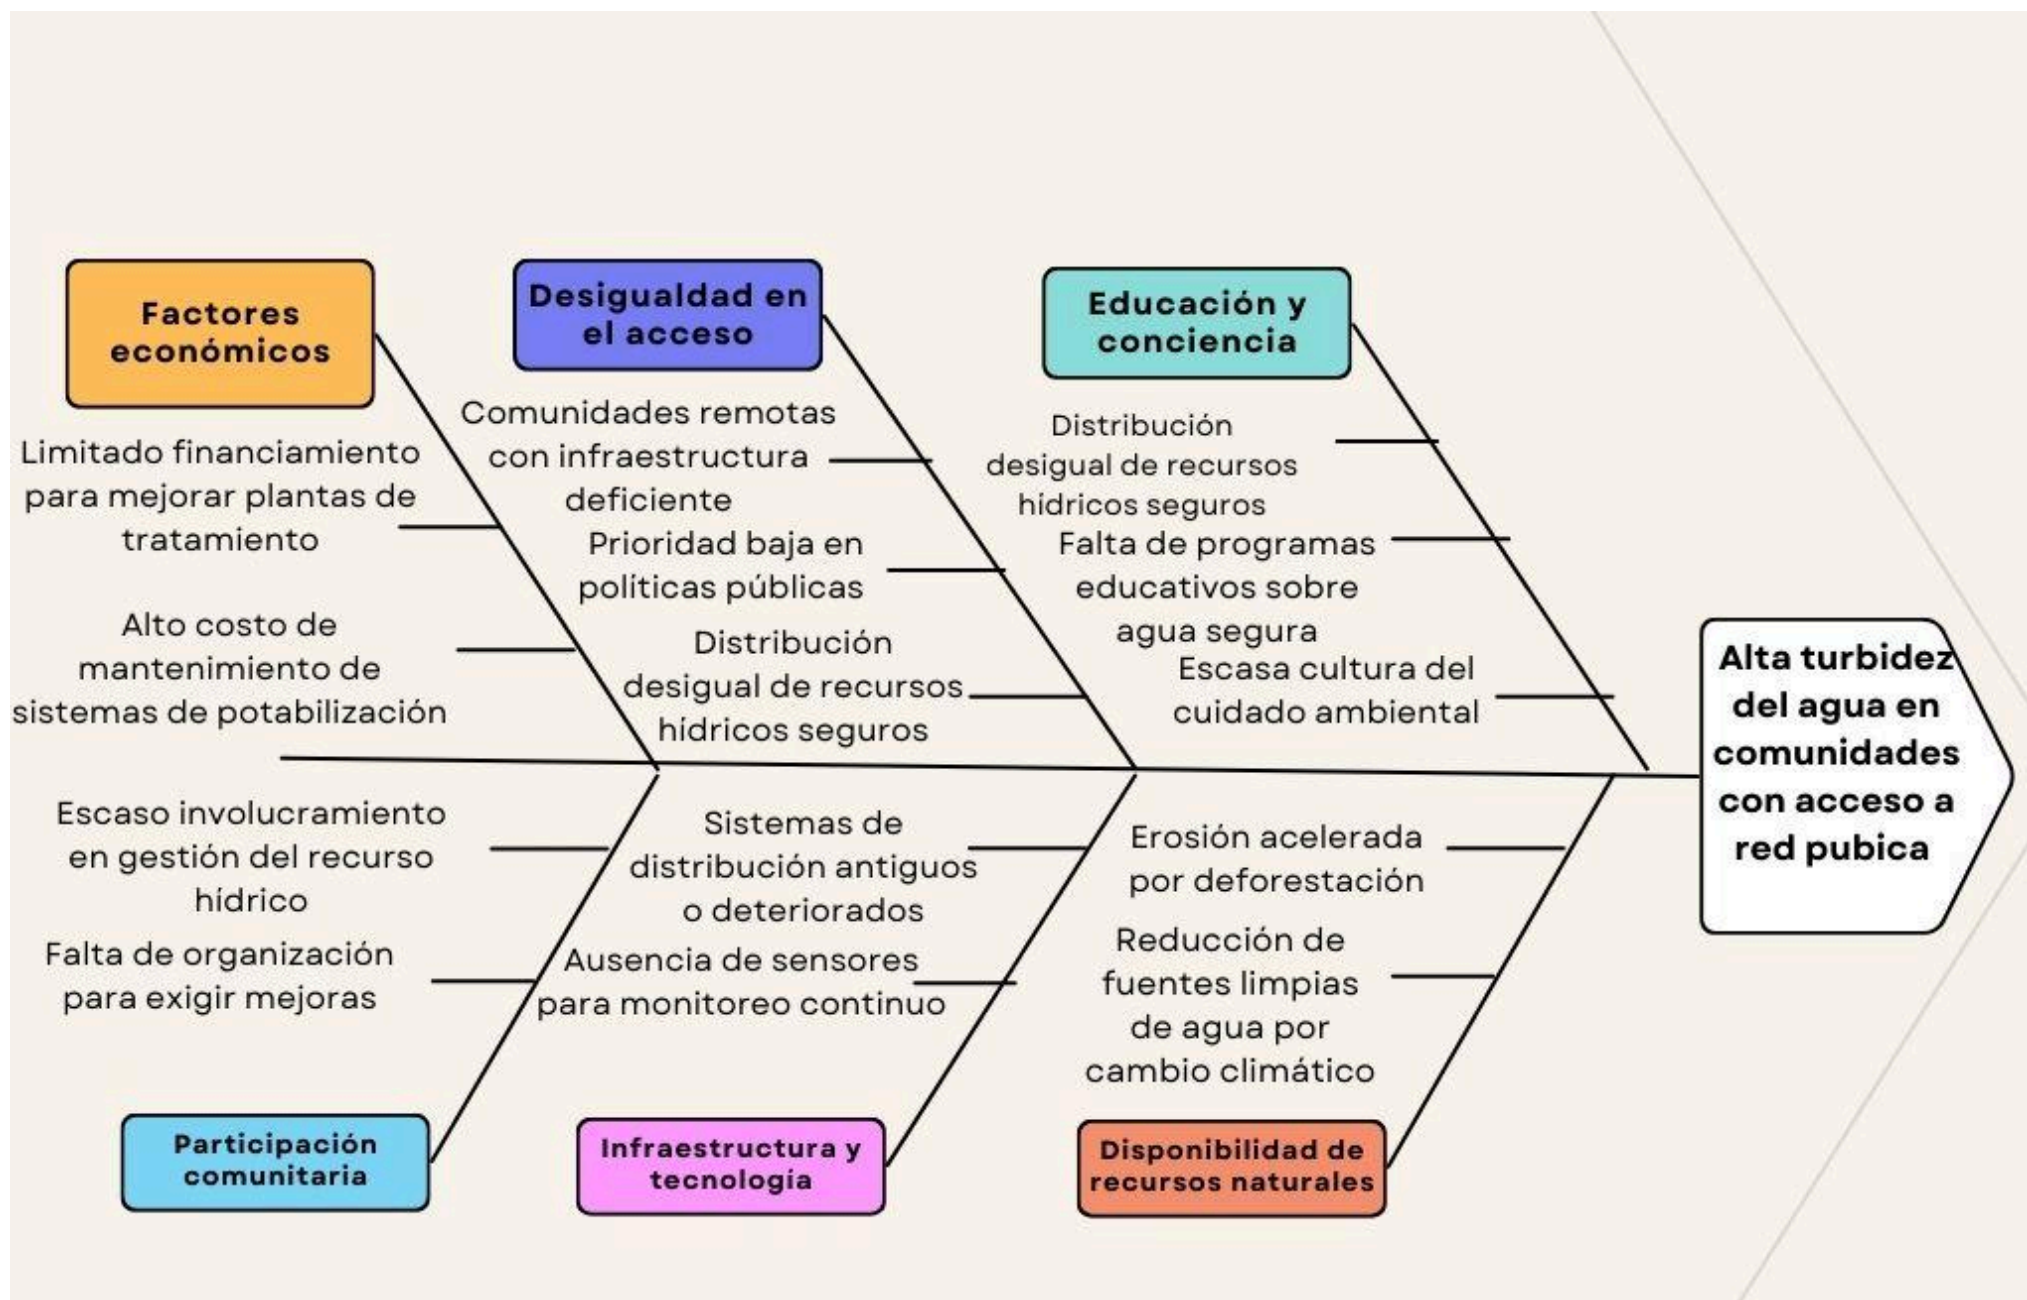 Factores
económicos
Limitado financiamiento
para mejorar plantas de
tratamiento
Alto costo de
mantenimiento de
sistemas de potabilización
Desigualdad en
el acceso
Comunidades remotas
con infraestructura
deficiente
Prioridad baja en
políticas públicas
Distribución
desigual de recursos
hídricos seguros
Educación y
conciencia
Distribución
desigual de recursos
hídricos seguros
Falta de programas
educativos sobre
agua segura
Escasa cultura del
cuidado ambiental
Alta turbidez
del agua en
comunidades
con acceso a
red pubica
Escaso involucramiento
en gestión del recurso
hídrico
Falta de organización
para exigir mejoras
Participación
comunitaria
Sistemas de
distribución antiguos
o deteriorados
Ausencia de sensores
para monitoreo continuo
Infraestructura y
tecnología
Erosión acelerada
por deforestación
Reducción de
fuentes limpias
de agua por
cambio climático
Disponibilidad de
recursos naturales